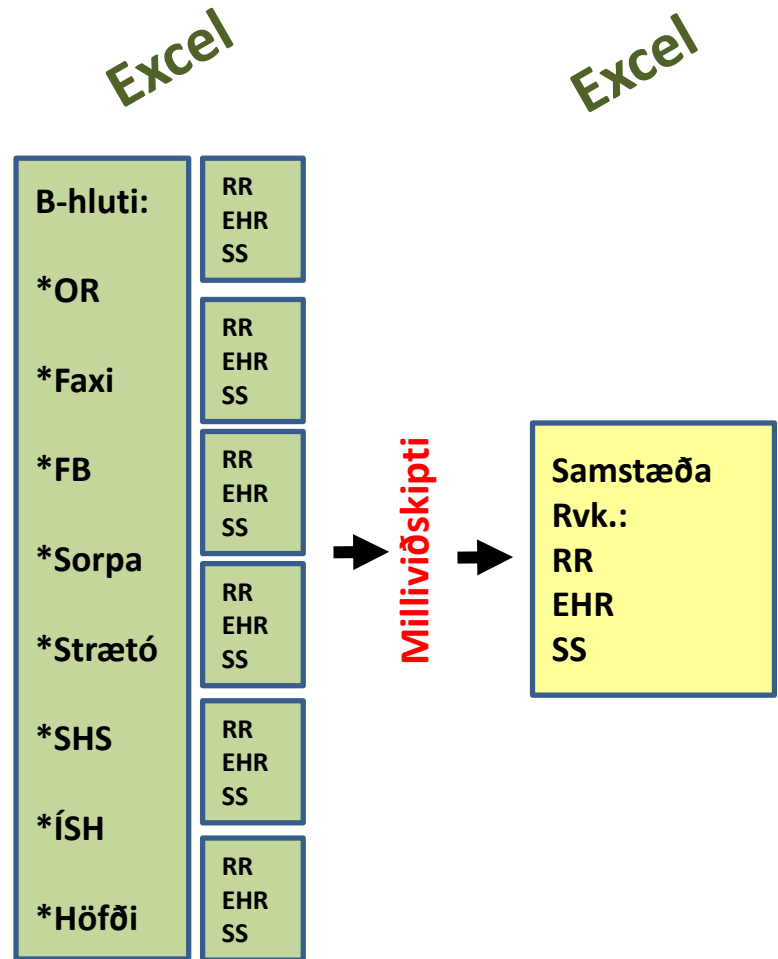 Excel
Excel
B-hluti:
*OR
*Faxi
*FB
*Sorpa
*Strætó
*SHS
*ÍSH
*Höfði
RR
EHR
SS
RR
EHR
SS
RR
EHR
SS
RR
EHR
SS
RR
EHR
SS
RR
EHR
SS
Milliviðskipti
Samstæða
Rvk.:
RR
EHR
SS